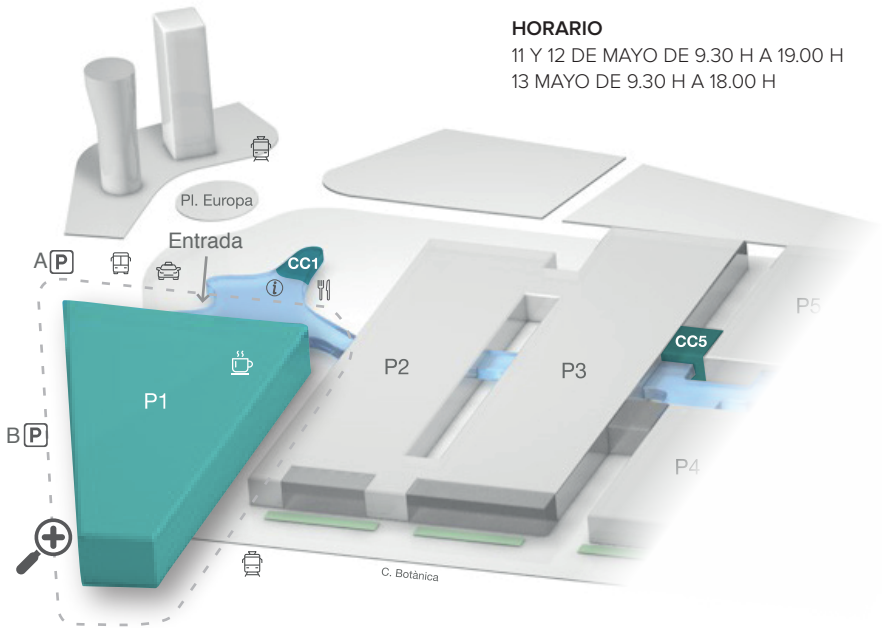 HORARIO
11 Y 12 DE MAYO DE 9.30 H A 19.00 H
13 MAYO DE 9.30 H A 18.00 H
Pl. Europa
Entrada
A P
CC1
i
P5
CC5
P2
P3
P1
B P
P4
C. Botànica